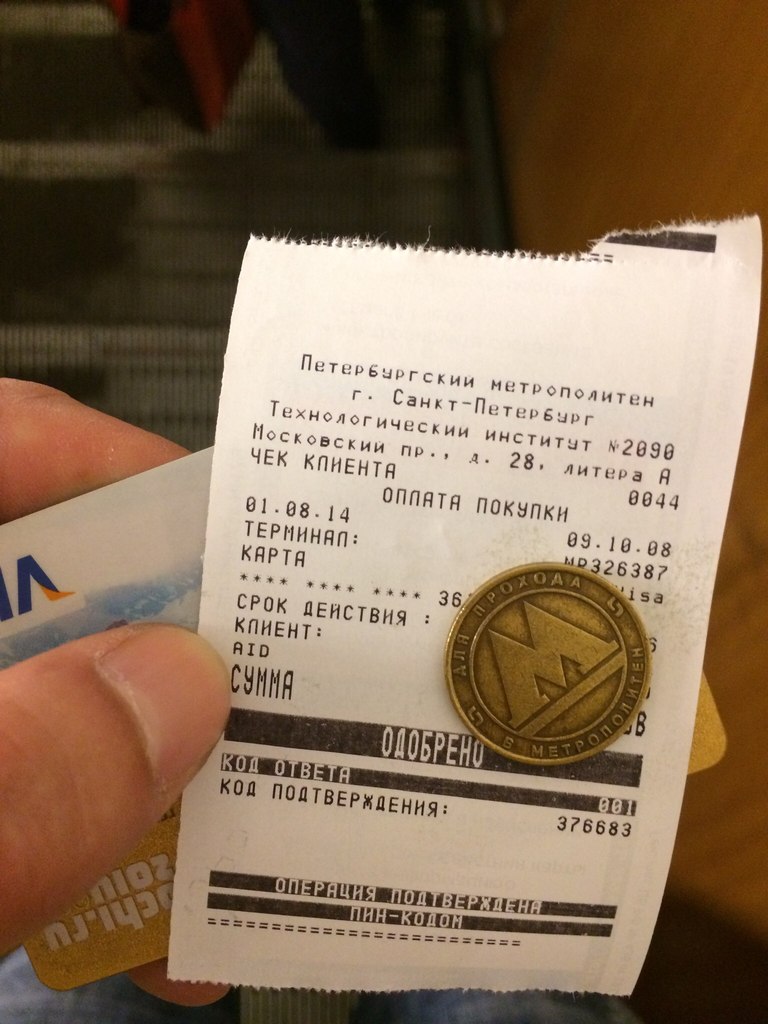 Петербургский метрополитен
г. Санкт-Петербург
Технологический институт №2090
Московский пр., д. 28, литера А
ЧЕК КЛИЕНТА 0044
ОПЛАТА ПОКУПКИ
01.08.14 09.10.08
ТЕРМИНАЛ: MP326387
КАРТА
**** **** **** 36
СРОК ДЕЙСТВИЯ :
КЛИЕНТ:
AID
СУММА
ОДОБРЕНО
КОД ОТВЕТА 001
КОД ПОДТВЕРЖДЕНИЯ:
376683
ОПЕРАЦИЯ ПОДТВЕРЖДЕНА
ПИН-КОДОМ
==========================
ДЛЯ ПРОХОДА
М
В МЕТРОПОЛИТЕН